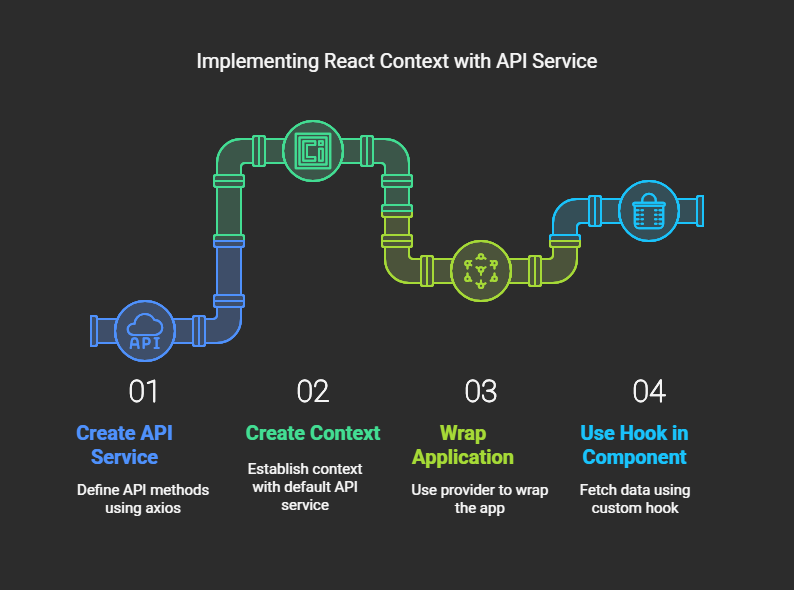 Implementing React Context with API Service
API
Ci
01
Create API
Service
Define API methods
using axios
02
Create Context
Establish context
with default API
service
03
Wrap
Application
Use provider to wrap
the app
04
Use Hook in
Component
Fetch data using
custom hook